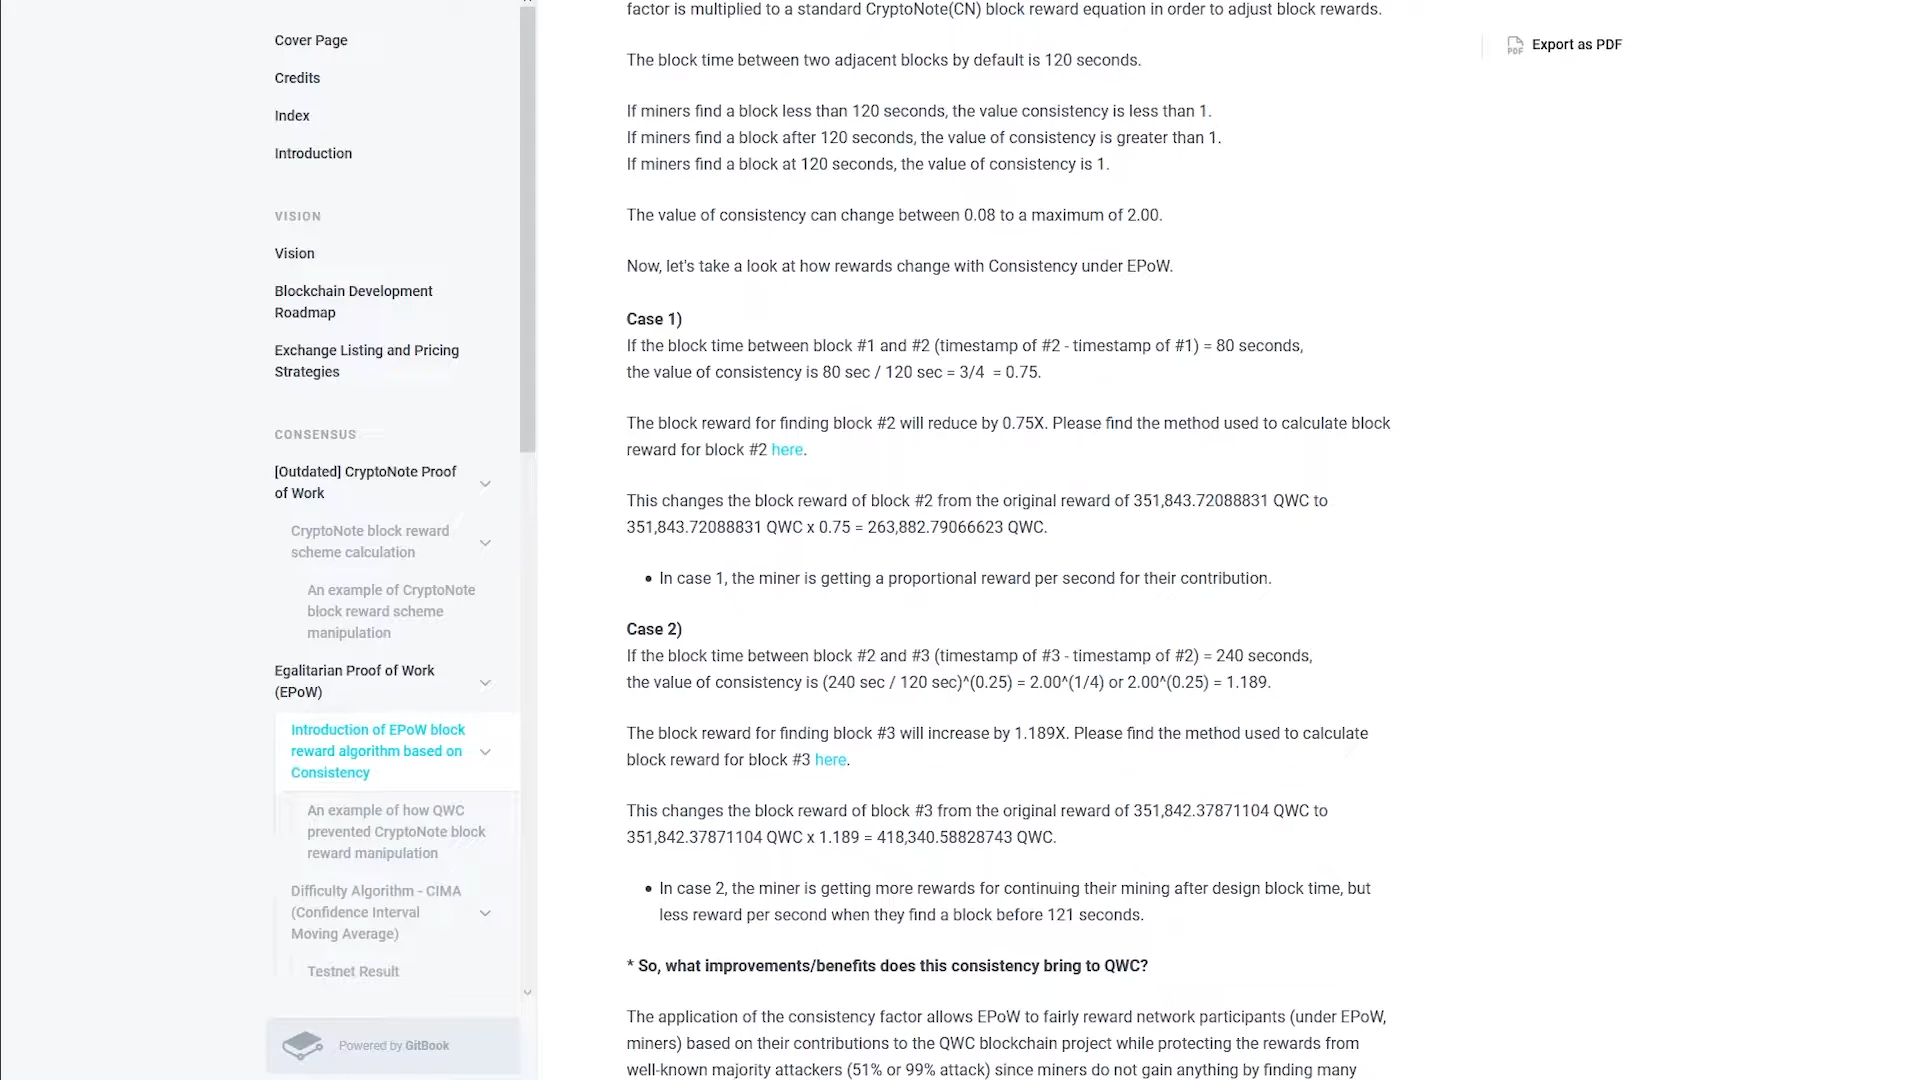 Cover Page
Credits
Index
Introduction
VISION
Vision
Blockchain Development
Roadmap
Exchange Listing and Pricing
Strategies
CONSENSUS
[Outdated] CryptoNote Proof
of Work
CryptoNote block reward
scheme calculation
An example of CryptoNote
block reward scheme
manipulation
Egalitarian Proof of Work
(EPoW)
Introduction of EPoW block
reward algorithm based on
Consistency
An example of how QWC
prevented CryptoNote block
reward manipulation
Difficulty Algorithm - CIMA
(Confidence Interval
Moving Average)
Testnet Result
Powered by GitBook
factor is multiplied to a standard CryptoNote(CN) block reward equation in order to adjust block rewards.
The block time between two adjacent blocks by default is 120 seconds.
If miners find a block less than 120 seconds, the value consistency is less than 1.
If miners find a block after 120 seconds, the value of consistency is greater than 1.
If miners find a block at 120 seconds, the value of consistency is 1.
The value of consistency can change between 0.08 to a maximum of 2.00.
Now, let's take a look at how rewards change with Consistency under EPoW.
Case 1)
If the block time between block #1 and #2 (timestamp of #2 - timestamp of #1) = 80 seconds,
the value of consistency is 80 sec / 120 sec = 3/4  = 0.75.
The block reward for finding block #2 will reduce by 0.75X. Please find the method used to calculate block
reward for block #2 here.
This changes the block reward of block #2 from the original reward of 351,843.72088831 QWC to
351,843.72088831 QWC x 0.75 = 263,882.79066623 QWC.
• In case 1, the miner is getting a proportional reward per second for their contribution.
Case 2)
If the block time between block #2 and #3 (timestamp of #3 - timestamp of #2) = 240 seconds,
the value of consistency is (240 sec / 120 sec)^(0.25) = 2.00^(1/4) or 2.00^(0.25) = 1.189.
The block reward for finding block #3 will increase by 1.189X. Please find the method used to calculate
block reward for block #3 here.
This changes the block reward of block #3 from the original reward of 351,842.37871104 QWC to
351,842.37871104 QWC x 1.189 = 418,340.58828743 QWC.
• In case 2, the miner is getting more rewards for continuing their mining after design block time, but
less reward per second when they find a block before 121 seconds.
* So, what improvements/benefits does this consistency bring to QWC?
The application of the consistency factor allows EPoW to fairly reward network participants (under EPoW,
miners) based on their contributions to the QWC blockchain project while protecting the rewards from
well-known majority attackers (51% or 99% attack) since miners do not gain anything by finding many
Export as PDF